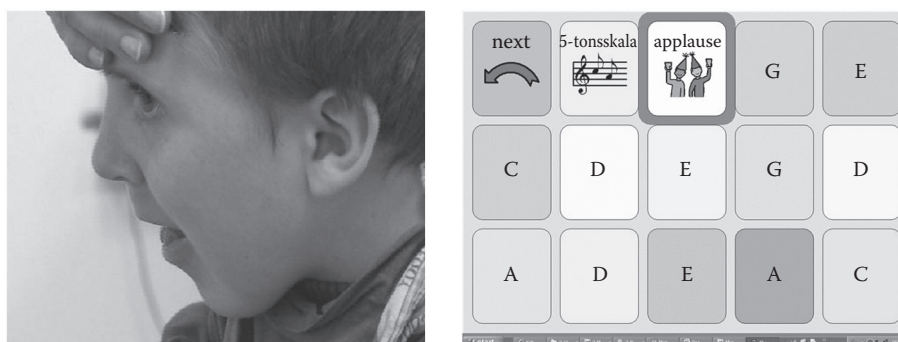 next 5-tonsskala applause G E
C D E G D
A D E A C